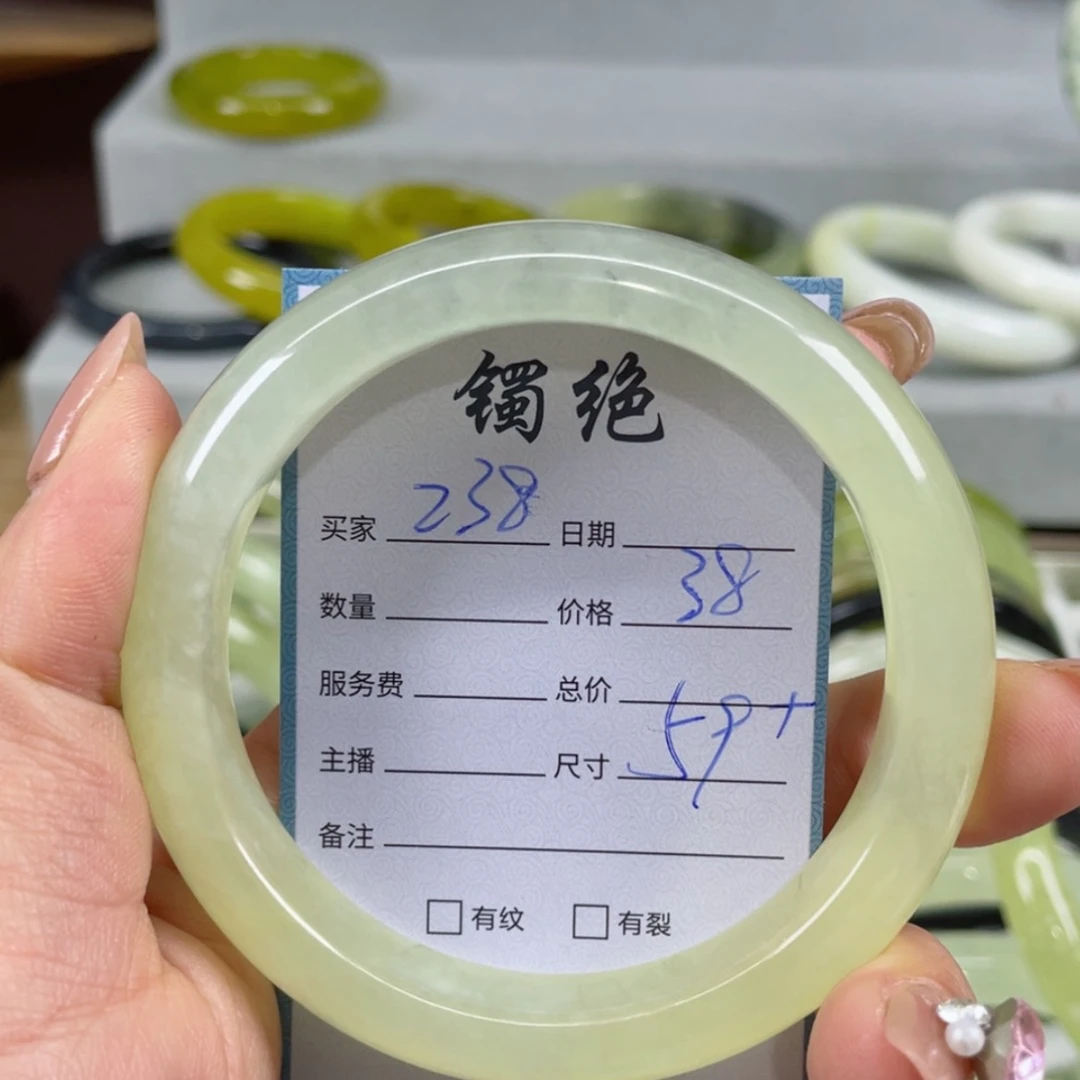 镯绝
买家 238 日期
数量 价格 38
服务费 总价
主播 尺寸 59+
备注
有纹 有裂